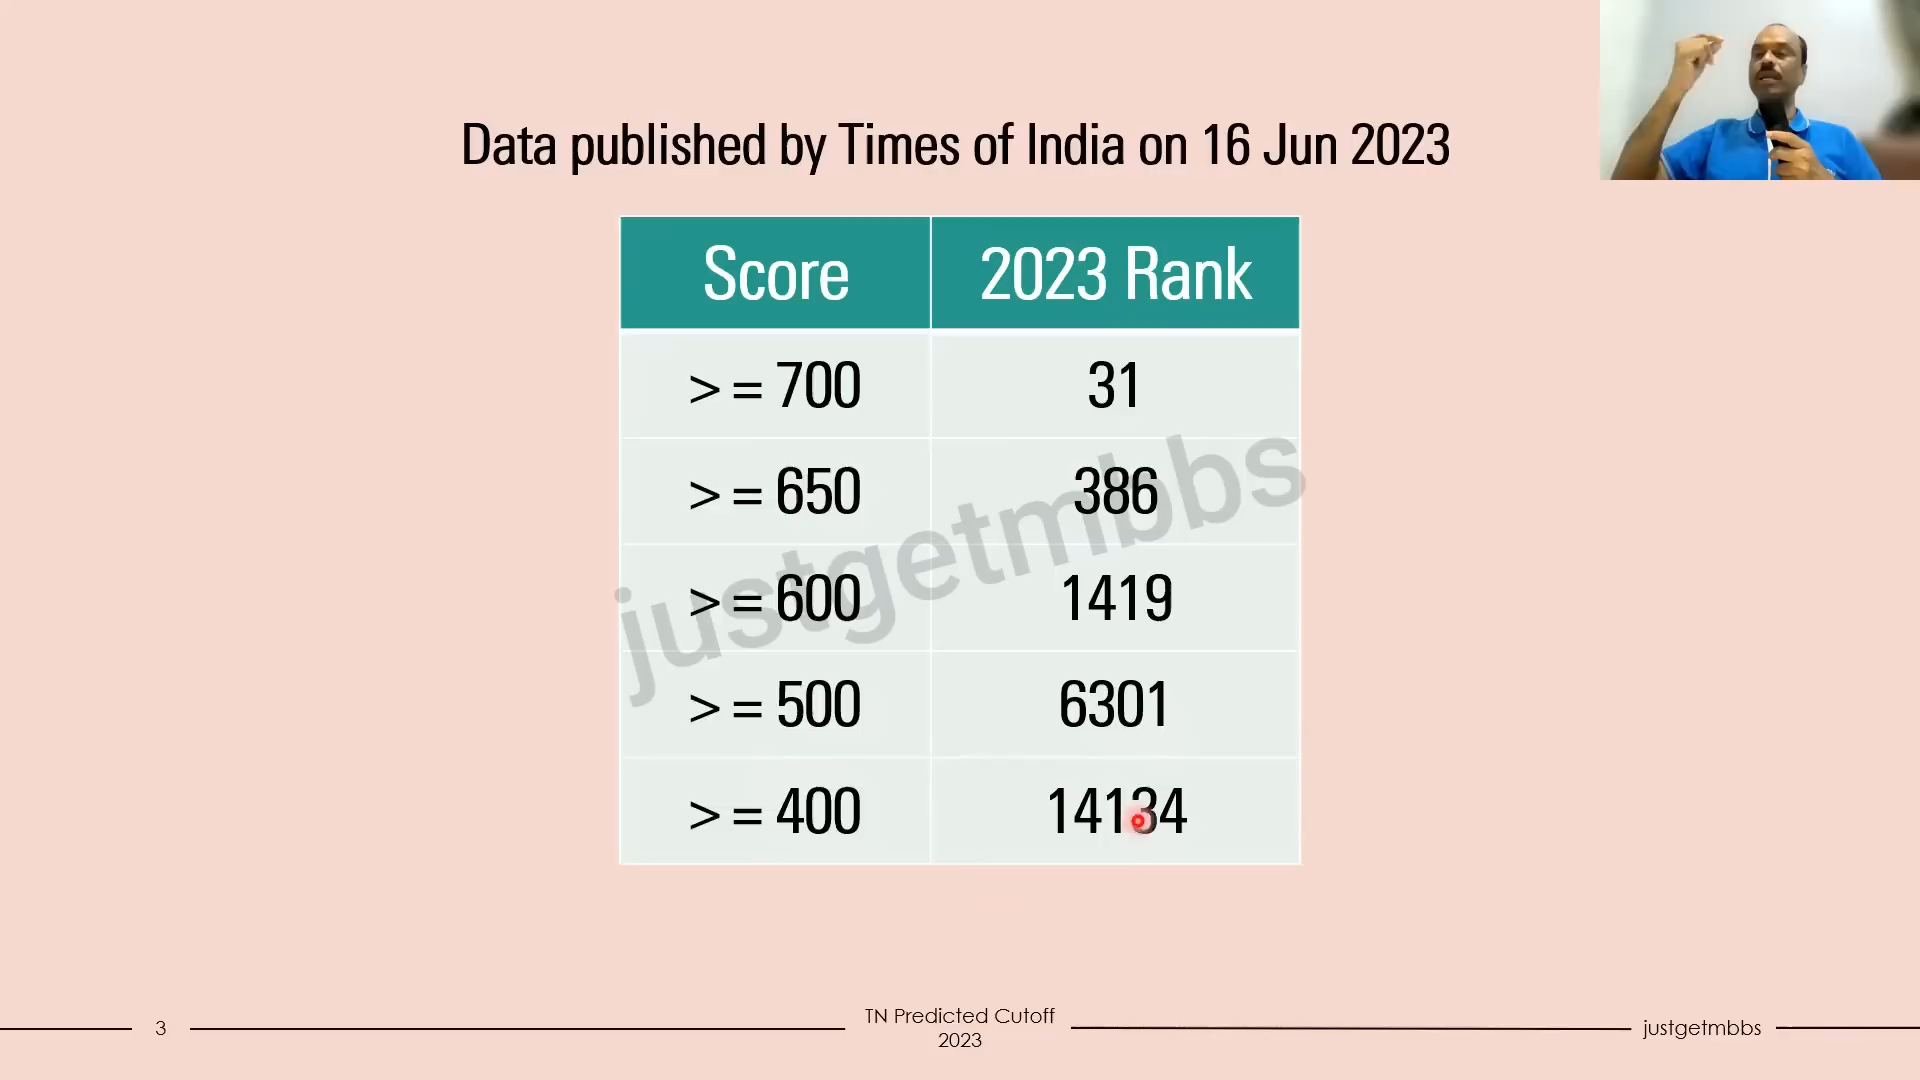 Data published by Times of India on 16 Jun 2023
Score 2023 Rank
> = 700 31
> = 650 386
> = 600 1419
> = 500 6301
> = 400 14134
justgetmbbs
3
TN Predicted Cutoff
2023
justgetmbbs